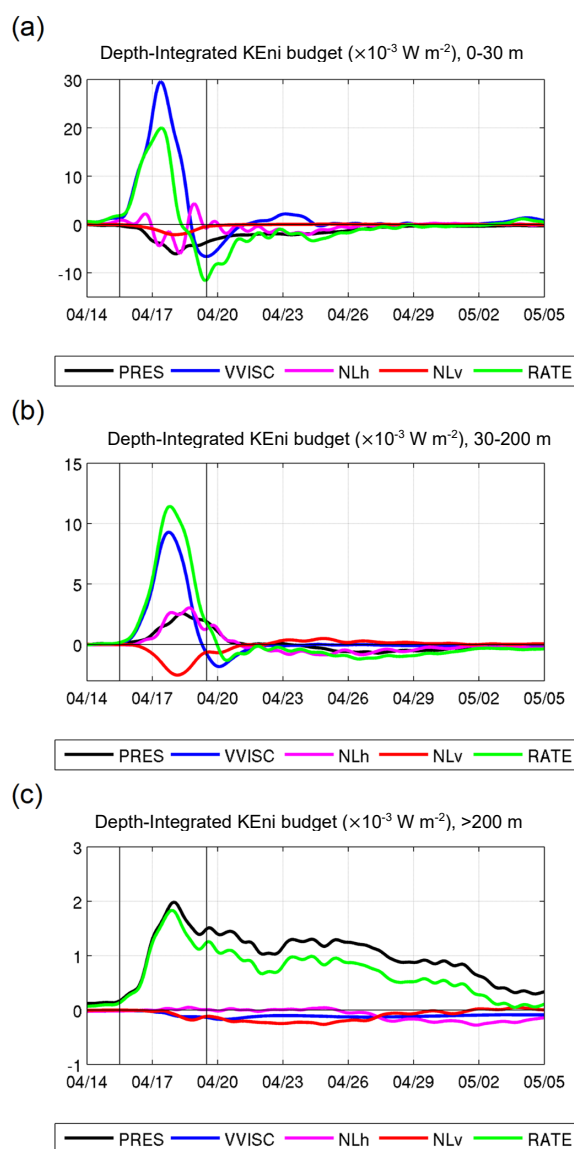 (a)
Depth-Integrated KEni budget (×10⁻³ W m⁻²), 0-30 m
30
20
10
0
-10
04/14 04/17 04/20 04/23 04/26 04/29 05/02 05/05
PRES VVISC NLh NLv RATE
(b)
Depth-Integrated KEni budget (×10⁻³ W m⁻²), 30-200 m
15
10
5
0
04/14 04/17 04/20 04/23 04/26 04/29 05/02 05/05
PRES VVISC NLh NLv RATE
(c)
Depth-Integrated KEni budget (×10⁻³ W m⁻²), >200 m
3
2
1
0
-1
04/14 04/17 04/20 04/23 04/26 04/29 05/02 05/05
PRES VVISC NLh NLv RATE